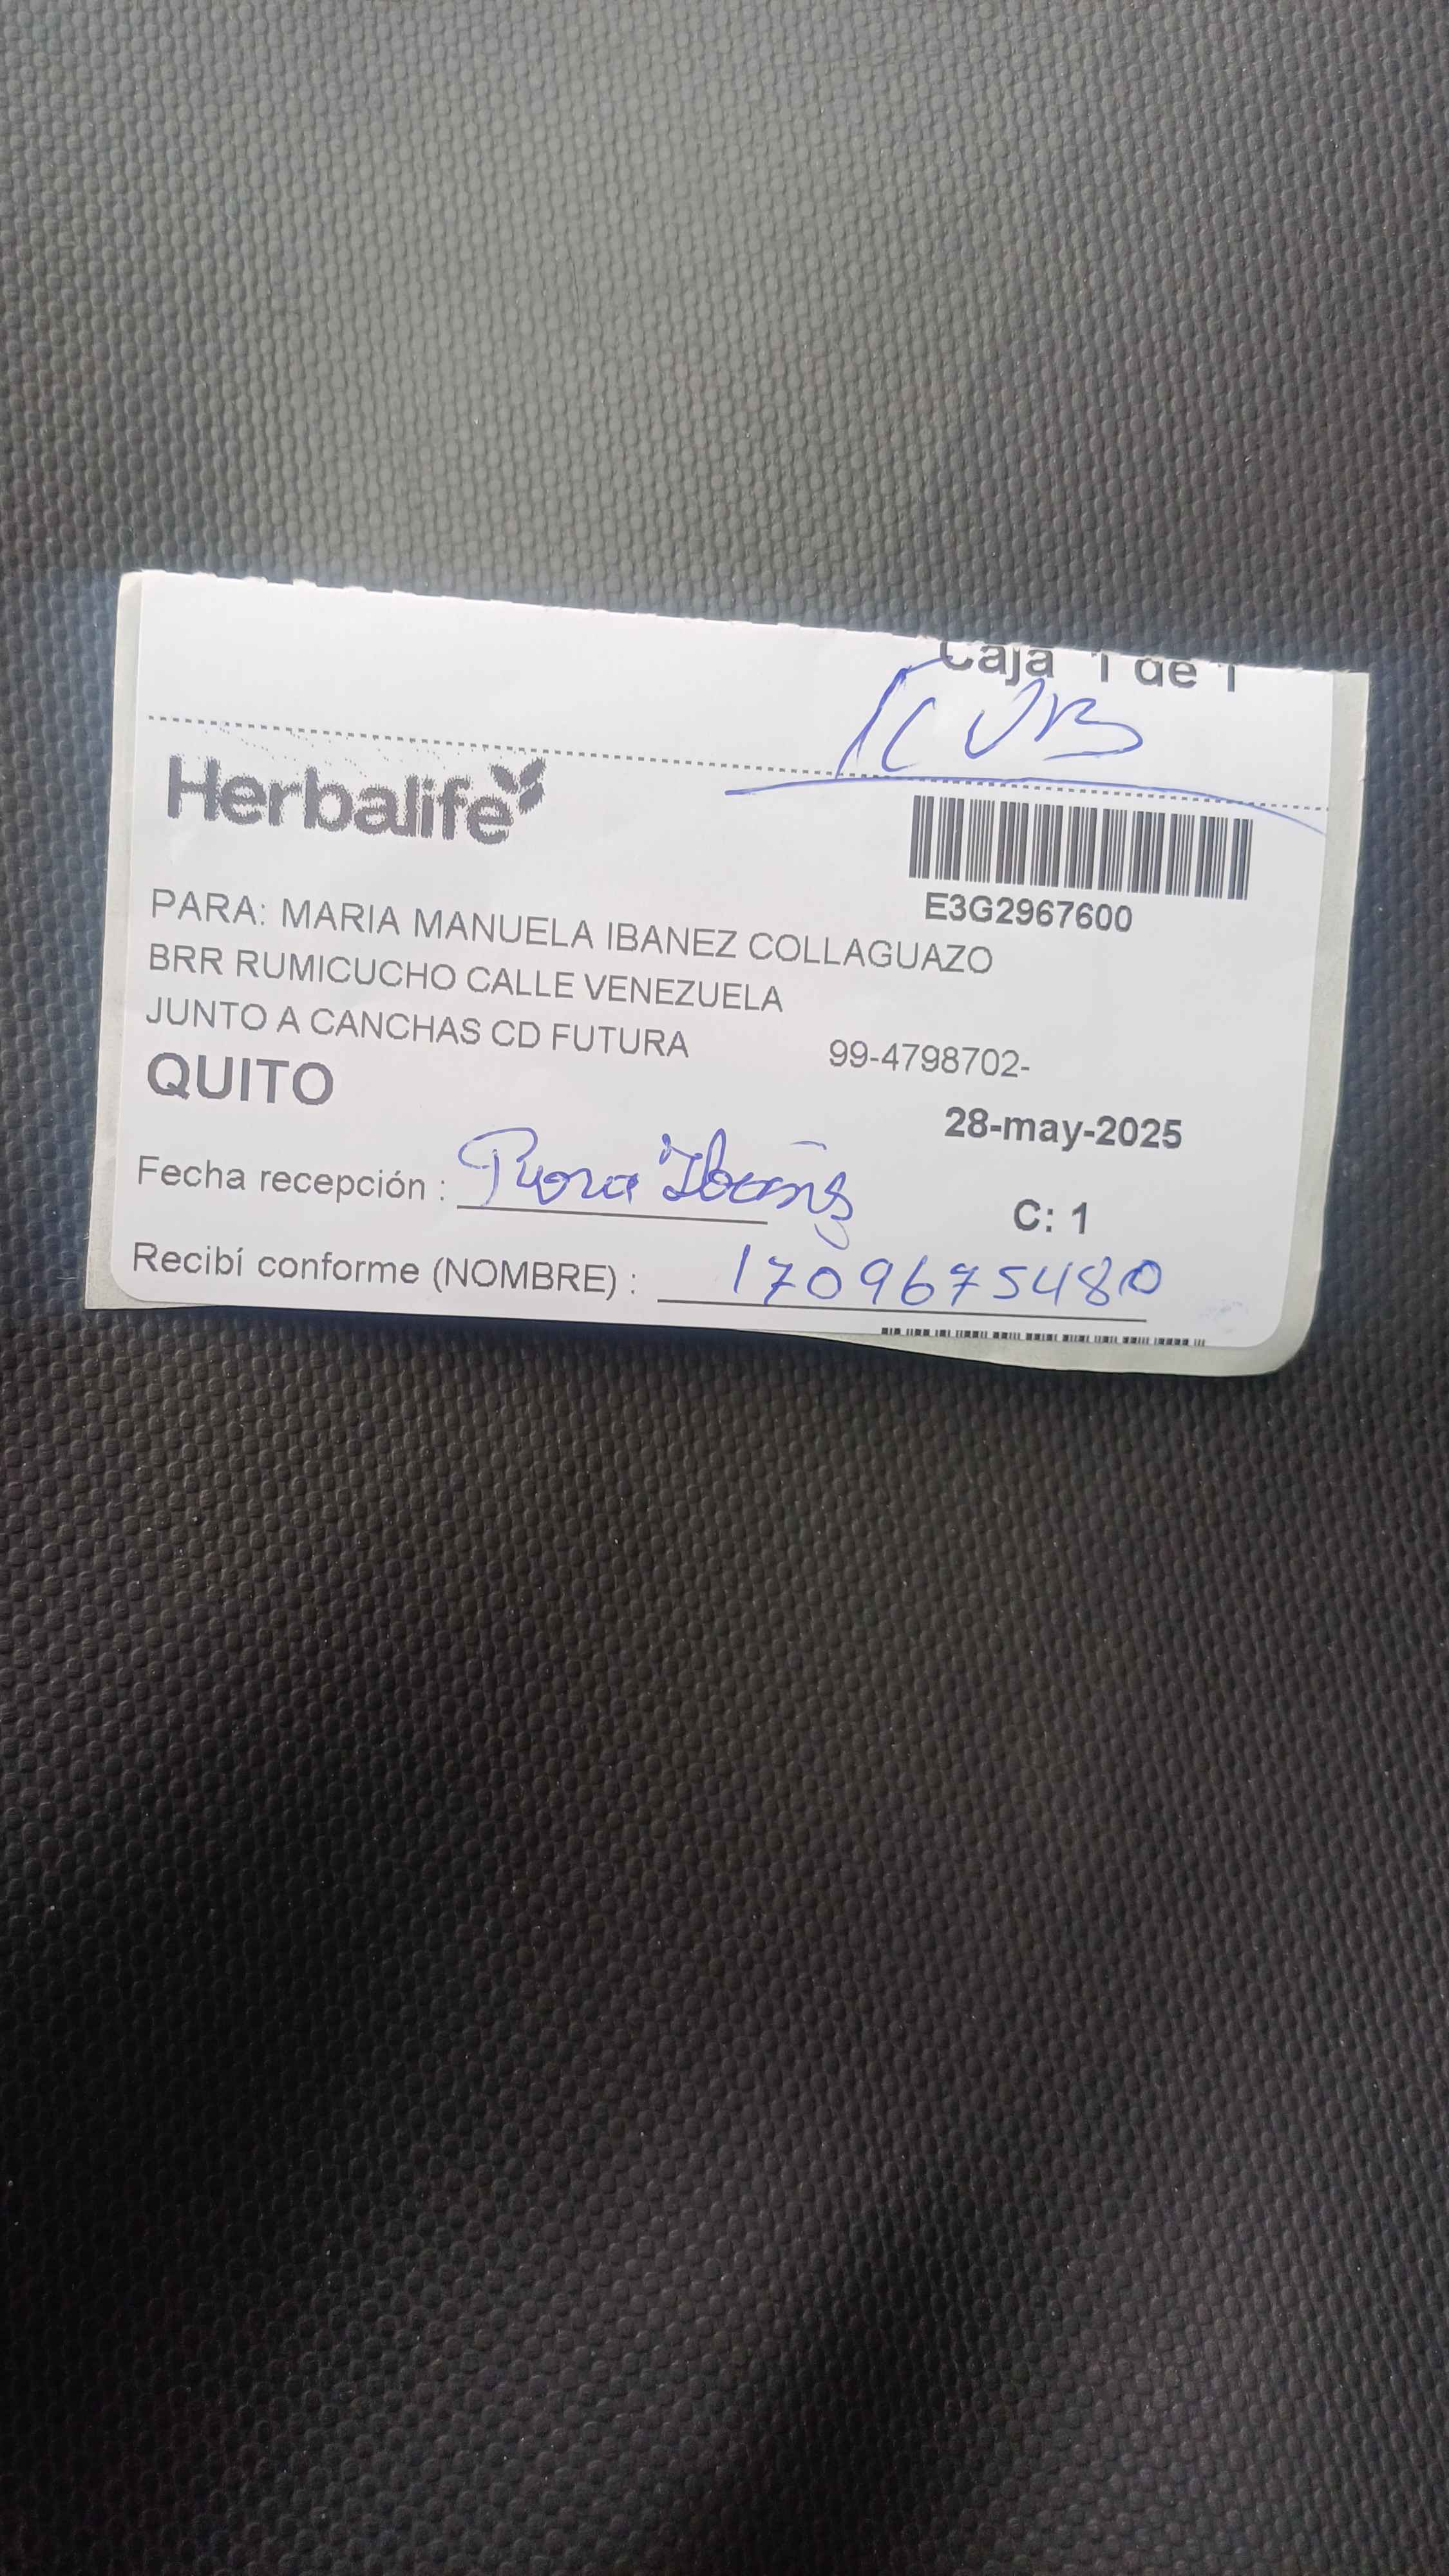 Caja 1 de 1
Herbalife
E3G2967600
PARA: MARIA MANUELA IBANEZ COLLAGUAZO
BRR RUMICUCHO CALLE VENEZUELA
JUNTO A CANCHAS CD FUTURA 99-4798702-
QUITO
28-may-2025
Fecha recepción :
C: 1
Recibí conforme (NOMBRE) : 1709675480